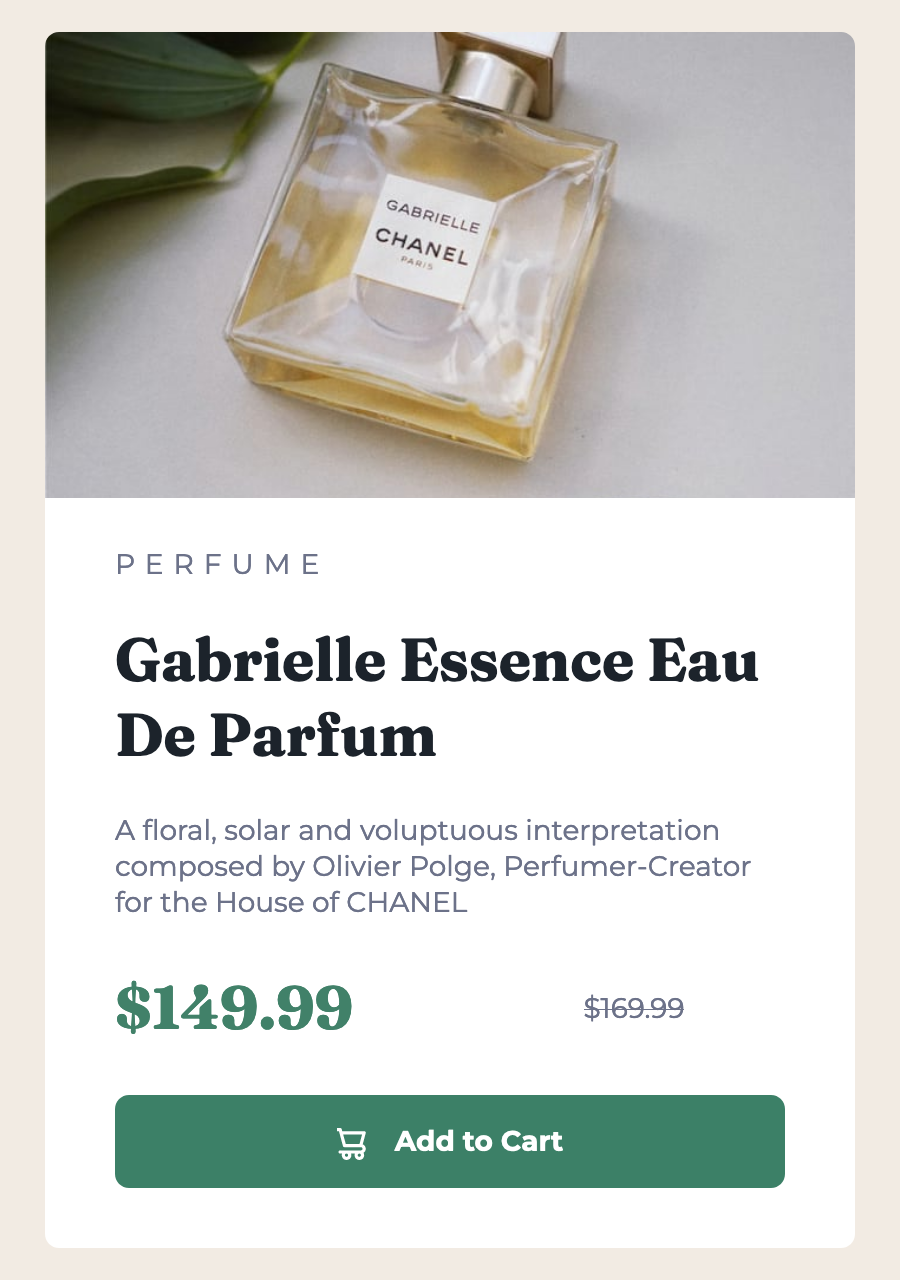 GABRIELLE
CHANEL
PARIS
PERFUME
Gabrielle Essence Eau
De Parfum
A floral, solar and voluptuous interpretation
composed by Olivier Polge, Perfumer-Creator
for the House of CHANEL
$149.99 $169.99
Add to Cart